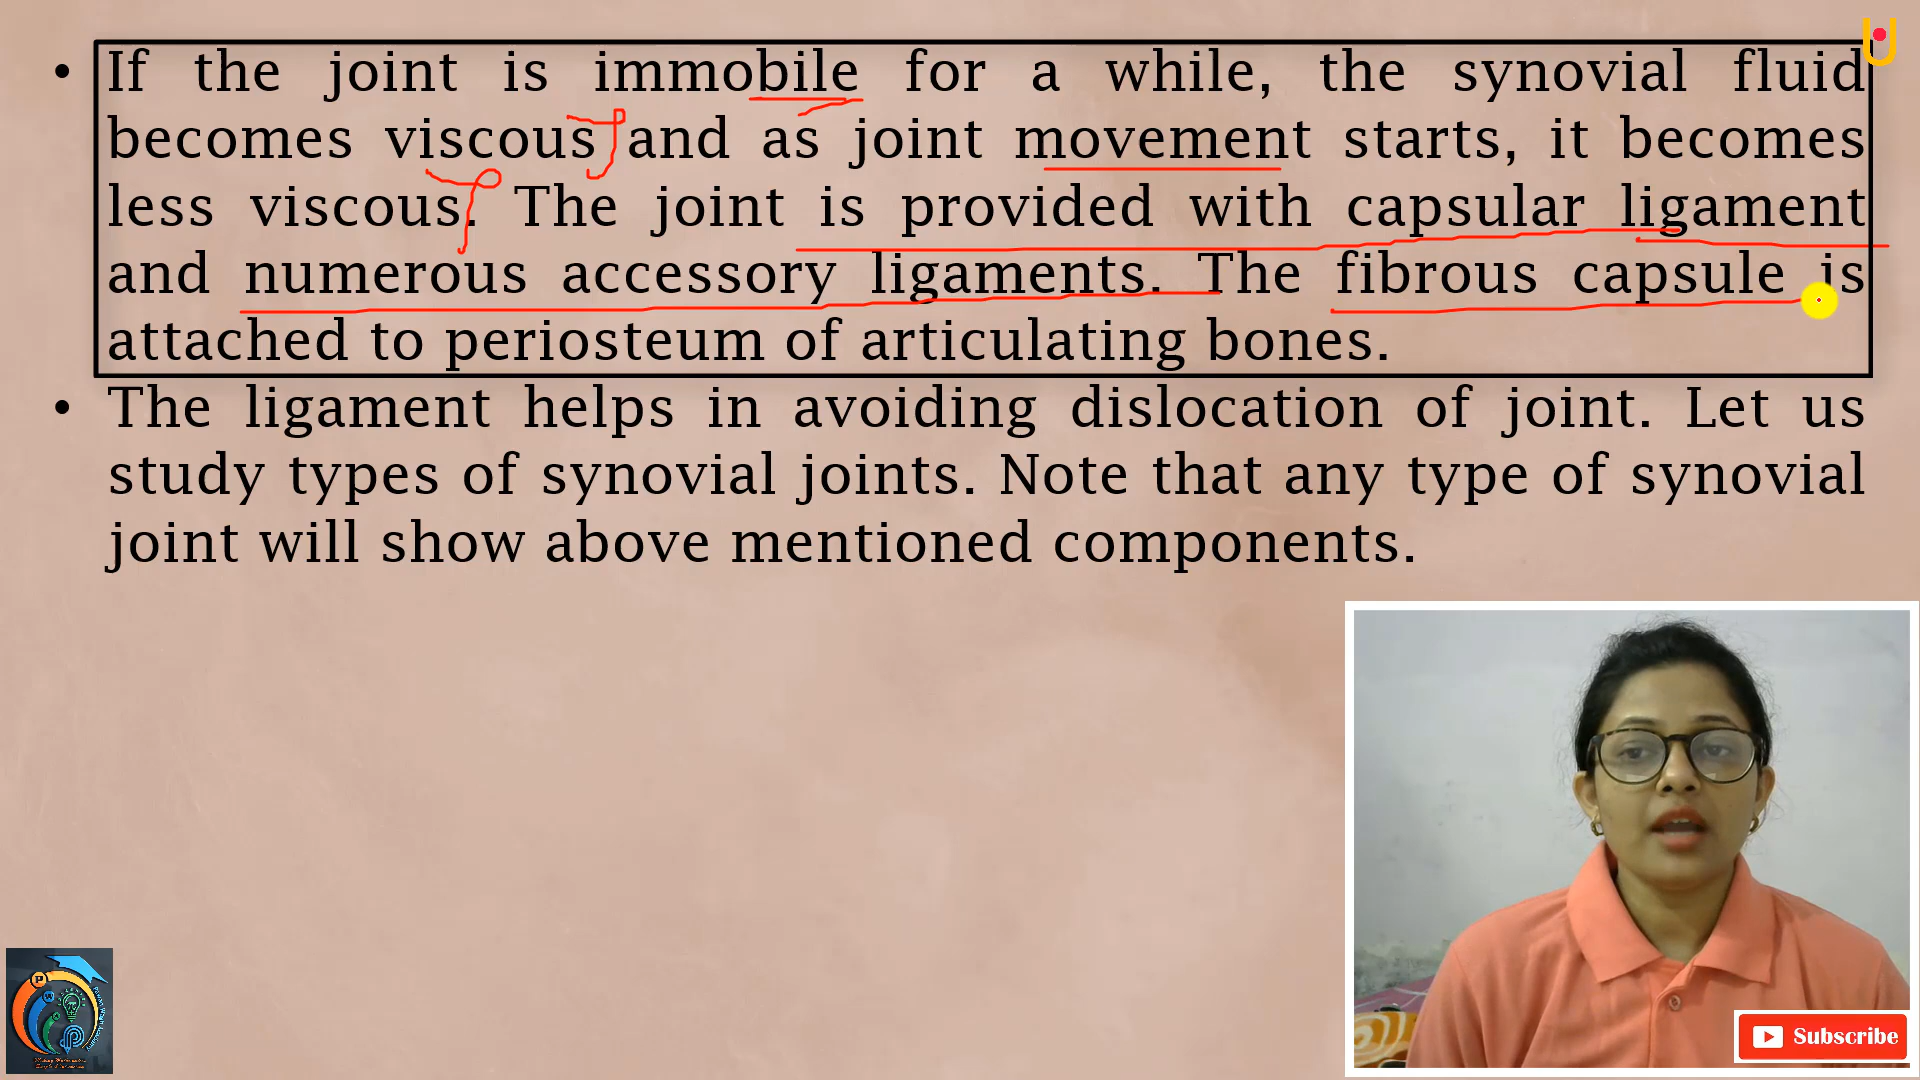 • If the joint is immobile for a while, the synovial fluid
becomes viscous and as joint movement starts, it becomes
less viscous. The joint is provided with capsular ligament
and numerous accessory ligaments. The fibrous capsule is
attached to periosteum of articulating bones.
• The ligament helps in avoiding dislocation of joint. Let us
study types of synovial joints. Note that any type of synovial
joint will show above mentioned components.
Subscribe